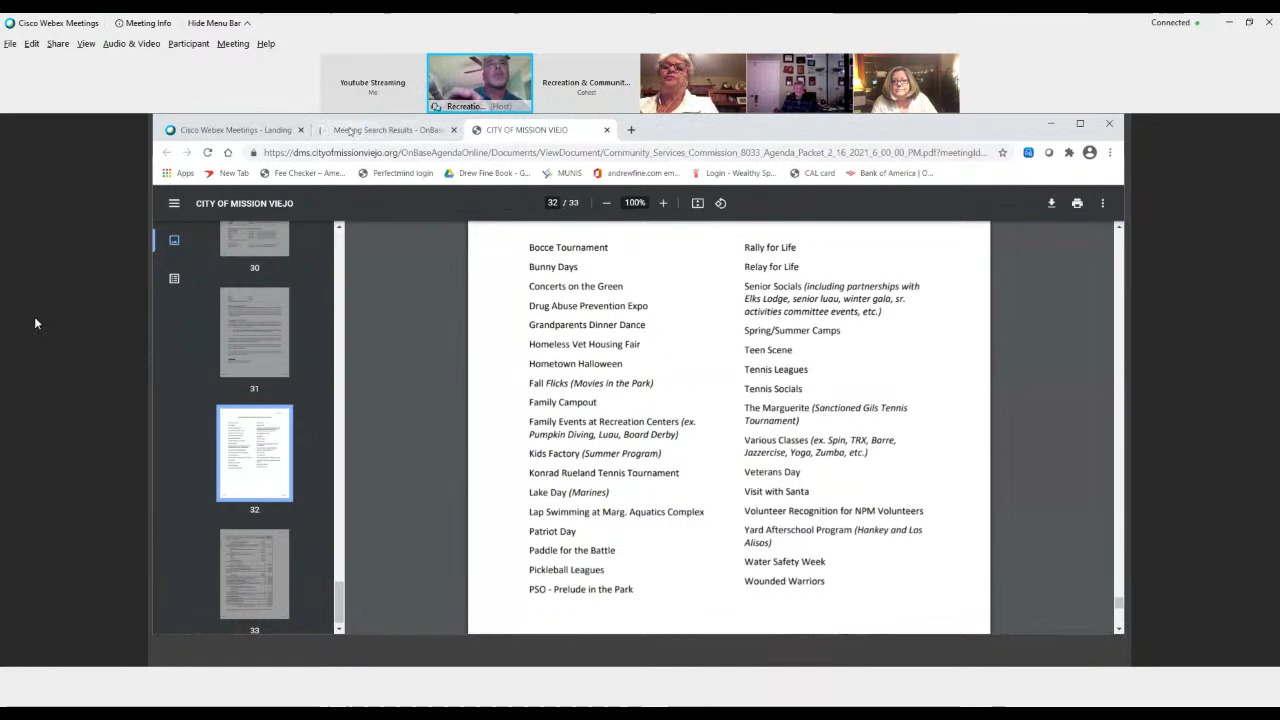 Cisco Webex Meetings Meeting Info Hide Menu Bar Connected
File Edit Share View Audio & Video Participant Meeting Help
Youtube Streaming
Me
Recreatio... (Host)
Recreation & Communit...
Cohost
Cisco Webex Meetings - Landing
Meeting Search Results - OnBase
CITY OF MISSION VIEJO
https://dms.cityofmissionviejo.org/OnBaseAgendaOnline/Documents/ViewDocument/Community_Services_Commission_8033_Agenda_Packet_2_16_2021_6_00_00_PM.pdf?meetingId...
Apps New Tab Fee Checker – Ame... Perfectmind login Drew Fine Book - G... MUNIS andrewfine.com em... Login - Wealthy Sp... CAL card Bank of America | O...
CITY OF MISSION VIEJO 32 / 33 100%
30
31
32
33
Bocce Tournament
Bunny Days
Concerts on the Green
Drug Abuse Prevention Expo
Grandparents Dinner Dance
Homeless Vet Housing Fair
Hometown Halloween
Fall Flicks (Movies in the Park)
Family Campout
Family Events at Recreation Centers (ex.
Pumpkin Diving, Luau, Board Derby)
Kids Factory (Summer Program)
Konrad Rueland Tennis Tournament
Lake Day (Marines)
Lap Swimming at Marg. Aquatics Complex
Patriot Day
Paddle for the Battle
Pickleball Leagues
PSO - Prelude in the Park
Rally for Life
Relay for Life
Senior Socials (including partnerships with
Elks Lodge, senior luau, winter gala, sr.
activities committee events, etc.)
Spring/Summer Camps
Teen Scene
Tennis Leagues
Tennis Socials
The Marguerite (Sanctioned Gils Tennis
Tournament)
Various Classes (ex. Spin, TRX, Barre,
Jazzercise, Yoga, Zumba, etc.)
Veterans Day
Visit with Santa
Volunteer Recognition for NPM Volunteers
Yard Afterschool Program (Hankey and Los
Alisos)
Water Safety Week
Wounded Warriors